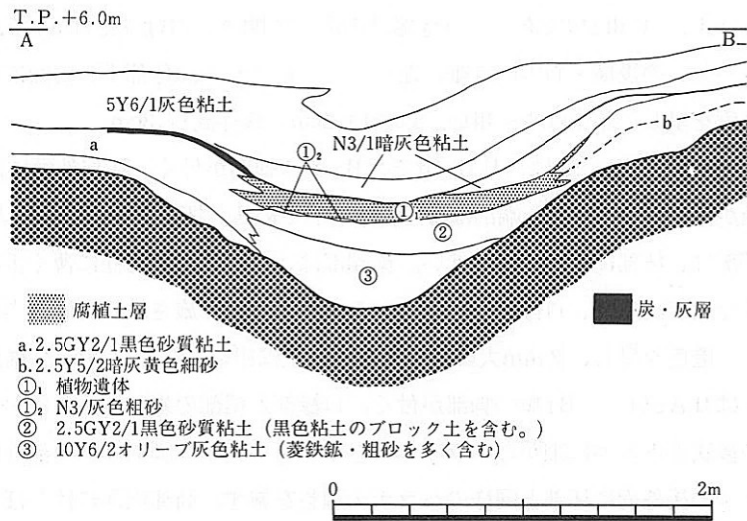 T.P.+6.0m
A
B
5Y6/1灰色粘土
a
b
①₂
N3/1暗灰色粘土
①₁
②
③
腐植土層
炭・灰層
a.2.5GY2/1黒色砂質粘土
b.2.5Y5/2暗灰黄色細砂
①₁ 植物遺体
①₂ N3/灰色粗砂
② 2.5GY2/1黒色砂質粘土(黒色粘土のブロック土を含む。)
③ 10Y6/2オリーブ灰色粘土(菱鉄鉱・粗砂を多く含む)
0
2m